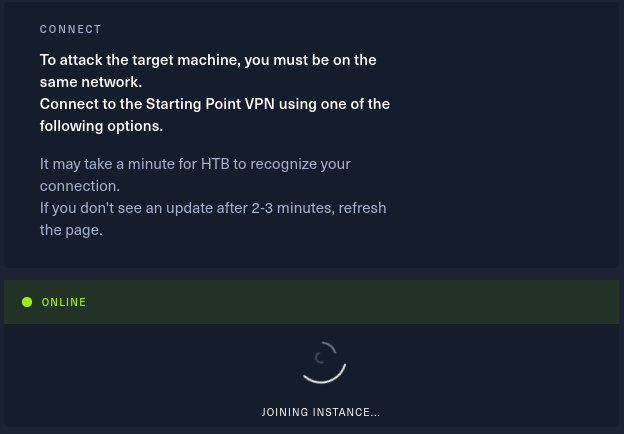 CONNECT
To attack the target machine, you must be on the
same network.
Connect to the Starting Point VPN using one of the
following options.
It may take a minute for HTB to recognize your
connection.
If you don't see an update after 2-3 minutes, refresh
the page.
ONLINE
JOINING INSTANCE...